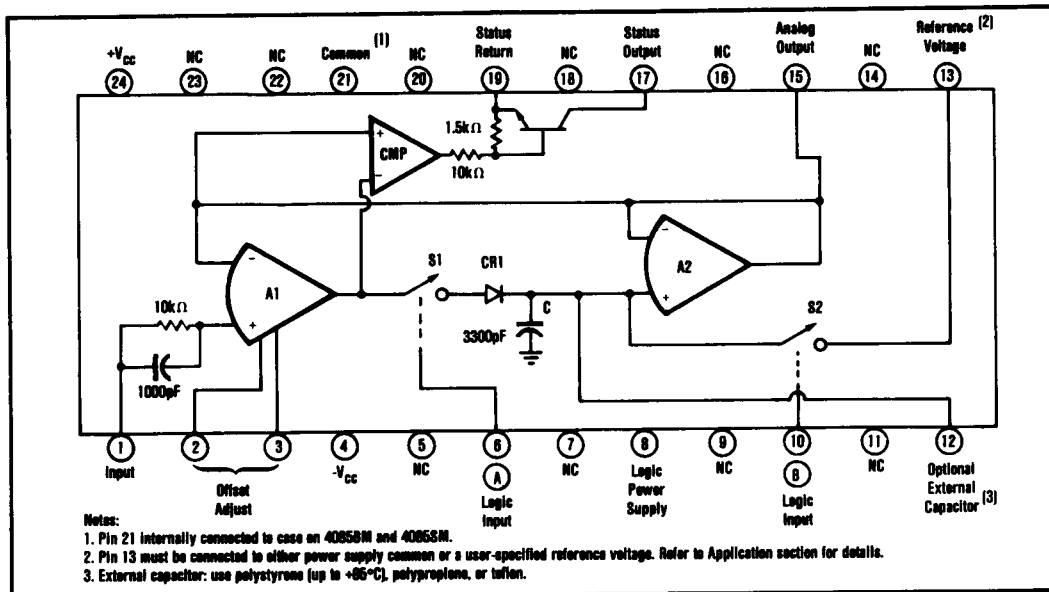 Common (1)
Status Return
Status Output
Analog Output
Reference (2) Voltage
+Vcc NC NC NC NC NC NC
24 23 22 21 20 19 18 17 16 15 14 13
1.5kΩ
CMP
+
−
10kΩ
S1
CR1
A2
−
+
A1
−
+
10kΩ
1000pF
C
3300pF
S2
1 2 3 4 5 6 7 8 9 10 11 12
Input
Offset Adjust
-Vcc
NC
A
Logic Input
NC
Logic Power Supply
NC
B
Logic Input
NC
Optional External Capacitor (3)
Notes:
1. Pin 21 internally connected to case on 4085BM and 4085SM.
2. Pin 13 must be connected to either power supply common or a user-specified reference voltage. Refer to Application section for details.
3. External capacitor: use polystyrene (up to +85°C), polypropylene, or teflon.